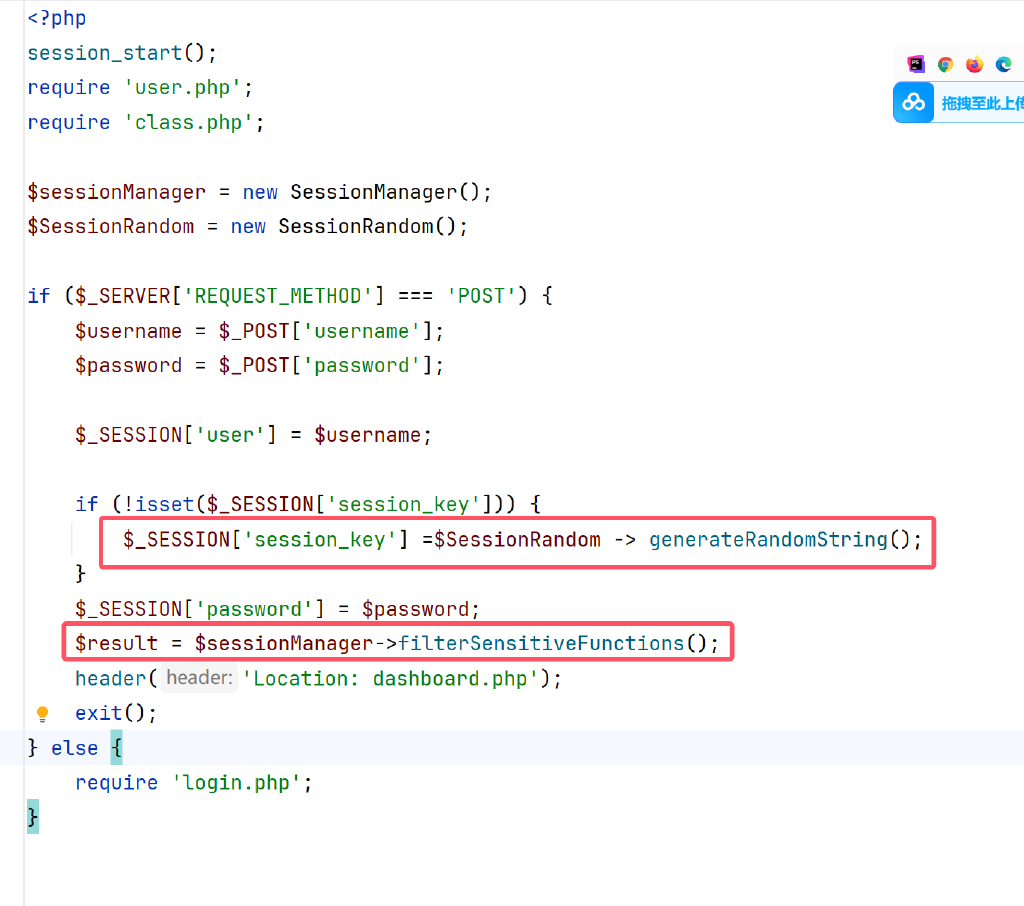 <?php
session_start();
require 'user.php';
require 'class.php';
$sessionManager = new SessionManager();
$SessionRandom = new SessionRandom();
if ($_SERVER['REQUEST_METHOD'] === 'POST') {
    $username = $_POST['username'];
    $password = $_POST['password'];
    $_SESSION['user'] = $username;
    if (!isset($_SESSION['session_key'])) {
        $_SESSION['session_key'] =$SessionRandom -> generateRandomString();
    }
    $_SESSION['password'] = $password;
    $result = $sessionManager->filterSensitiveFunctions();
    header( header: 'Location: dashboard.php');
    exit();
} else {
    require 'login.php';
}
PS
拖拽至此上传